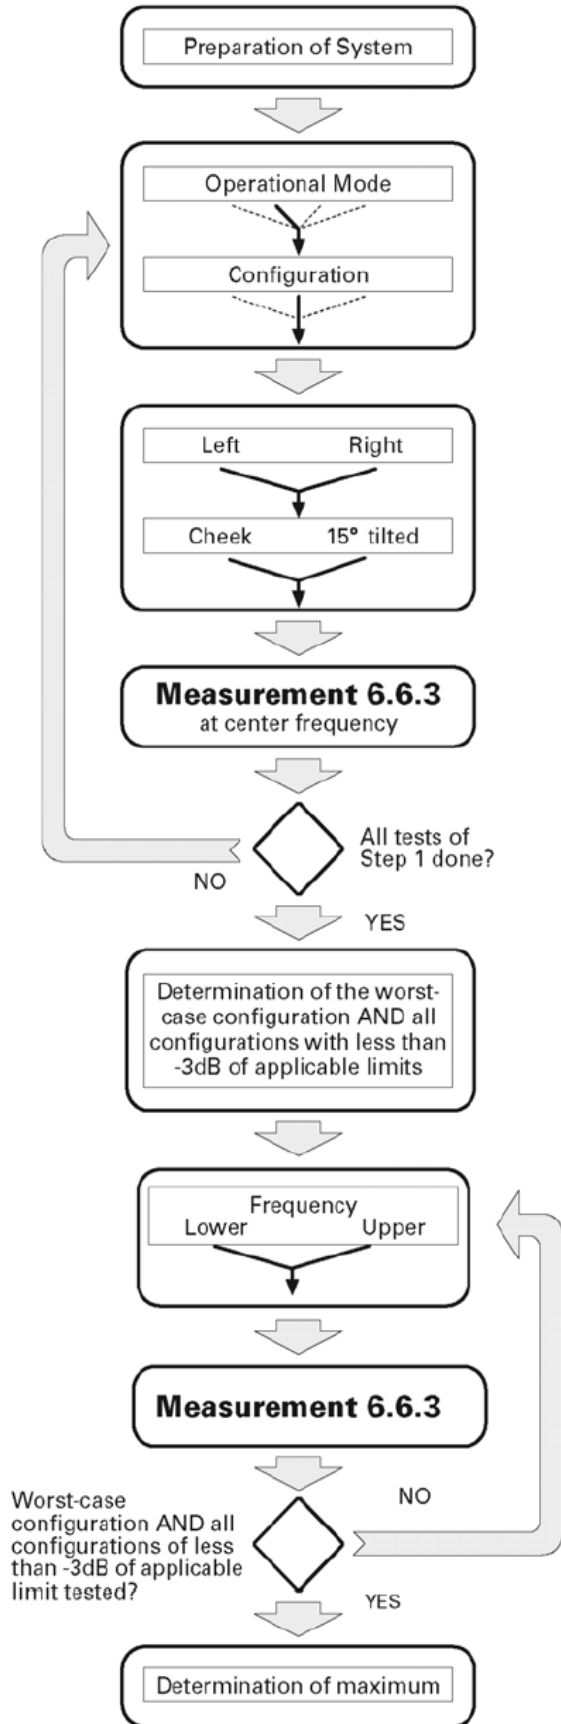 Preparation of System
Operational Mode
Configuration
Left Right
Cheek 15° tilted
Measurement 6.6.3
at center frequency
All tests of
Step 1 done?
NO
YES
Determination of the worst-
case configuration AND all
configurations with less than
-3dB of applicable limits
Frequency
Lower Upper
Measurement 6.6.3
Worst-case
configuration AND all
configurations of less
than -3dB of applicable
limit tested?
NO
YES
Determination of maximum